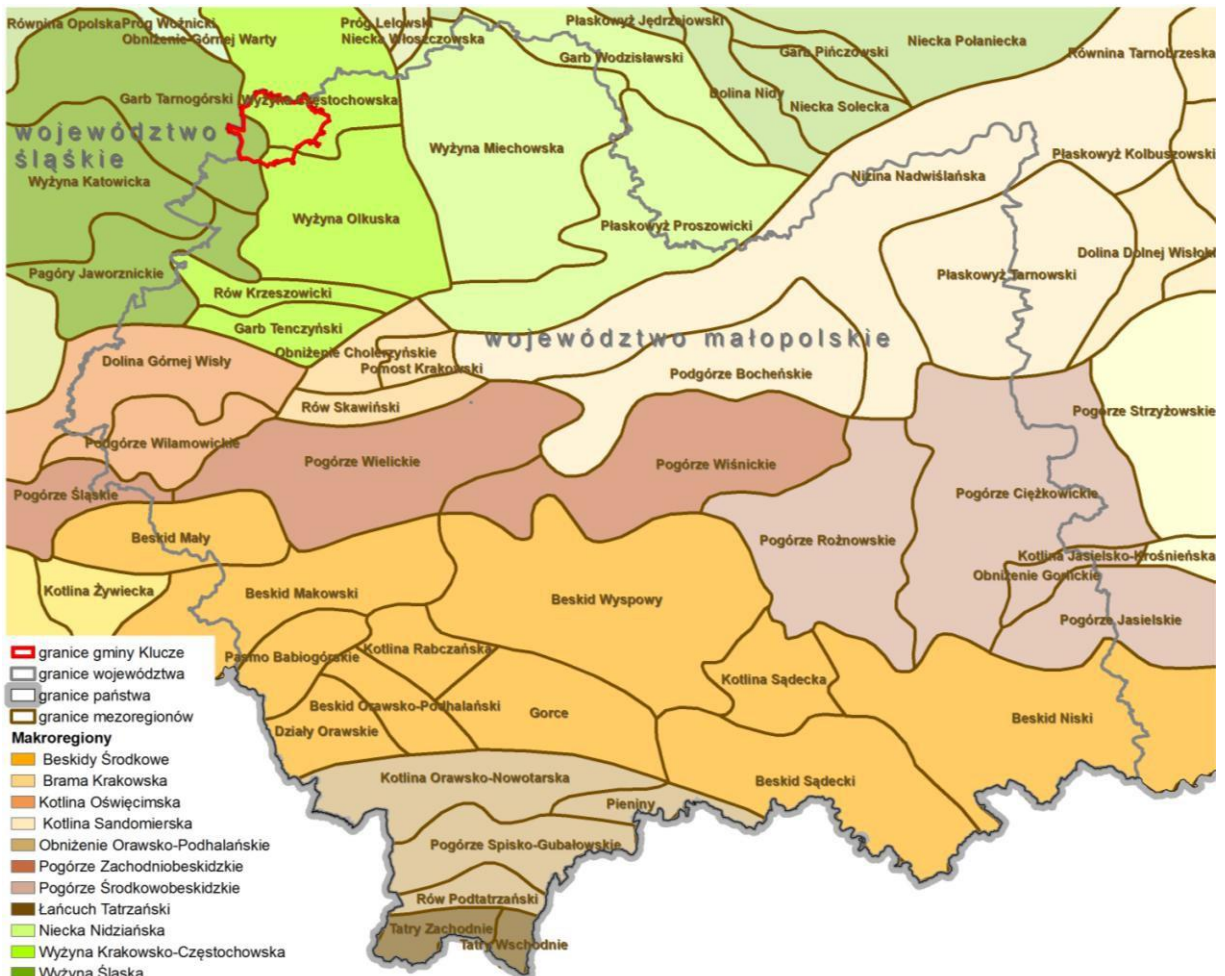 Równina Opolska
Próg Woźnicki
Obniżenie Górnej Warty
Próg Lelowski
Niecka Włoszczowska
Płaskowyż Jędrzejowski
Garb Wodzisławski
Garb Pińczowski
Niecka Połaniecka
Równina Tarnobrzeska
Dolina Nidy
Niecka Solecka
Garb Tarnogórski
Wyżyna Częstochowska
województwo
śląskie
Wyżyna Miechowska
Płaskowyż Kolbuszowski
Wyżyna Katowicka
Nizina Nadwiślańska
Wyżyna Olkuska
Płaskowyż Proszowicki
Dolina Dolnej Wisłoki
Pagóry Jaworznickie
Płaskowyż Tarnowski
Rów Krzeszowicki
Garb Tenczyński
województwo małopolskie
Obniżenie Cholerzyńskie
Dolina Górnej Wisły
Pomost Krakowski
Podgórze Bocheńskie
Rów Skawiński
Pogórze Strzyżowskie
Podgórze Wilamowickie
Pogórze Wielickie
Pogórze Wiśnickie
Pogórze Śląskie
Pogórze Ciężkowickie
Beskid Mały
Pogórze Rożnowskie
Kotlina Jasielsko-Krośnieńska
Obniżenie Gorlickie
Kotlina Żywiecka
Beskid Makowski
Beskid Wyspowy
Pogórze Jasielskie
Pasmo Babiogórskie
Kotlina Rabczańska
Kotlina Sądecka
Beskid Orawsko-Podhalański
Gorce
Beskid Niski
Działy Orawskie
Kotlina Orawsko-Nowotarska
Beskid Sądecki
Pieniny
Pogórze Spisko-Gubałowskie
Rów Podtatrzański
Tatry Zachodnie
Tatry Wschodnie
granice gminy Klucze
granice województwa
granice państwa
granice mezoregionów
Makroregiony
Beskidy Środkowe
Brama Krakowska
Kotlina Oświęcimska
Kotlina Sandomierska
Obniżenie Orawsko-Podhalańskie
Pogórze Zachodniobeskidzkie
Pogórze Środkowobeskidzkie
Łańcuch Tatrzański
Niecka Nidziańska
Wyżyna Krakowsko-Częstochowska
Wyżyna Śląska